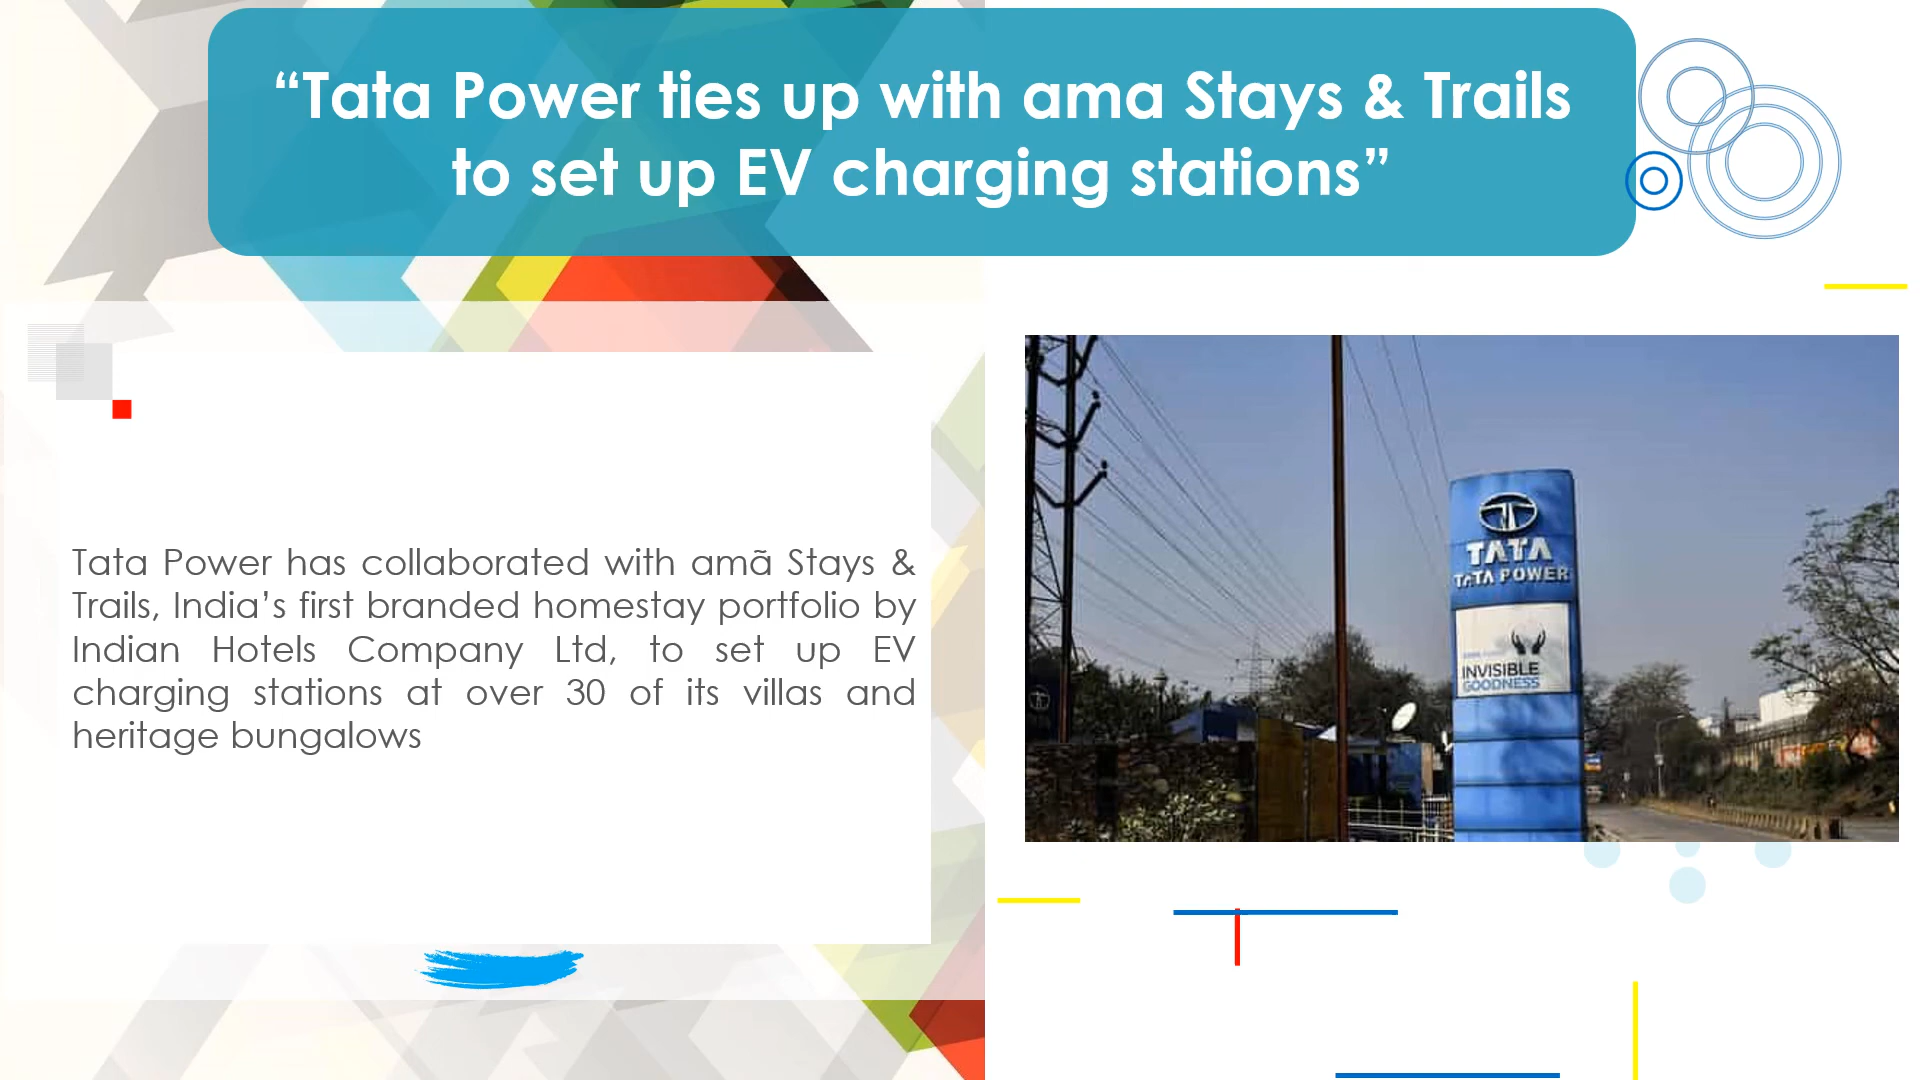 “Tata Power ties up with ama Stays & Trails
to set up EV charging stations”
Tata Power has collaborated with amã Stays &
Trails, India’s first branded homestay portfolio by
Indian Hotels Company Ltd, to set up EV
charging stations at over 30 of its villas and
heritage bungalows
TATA
TATA POWER
INVISIBLE
GOODNESS